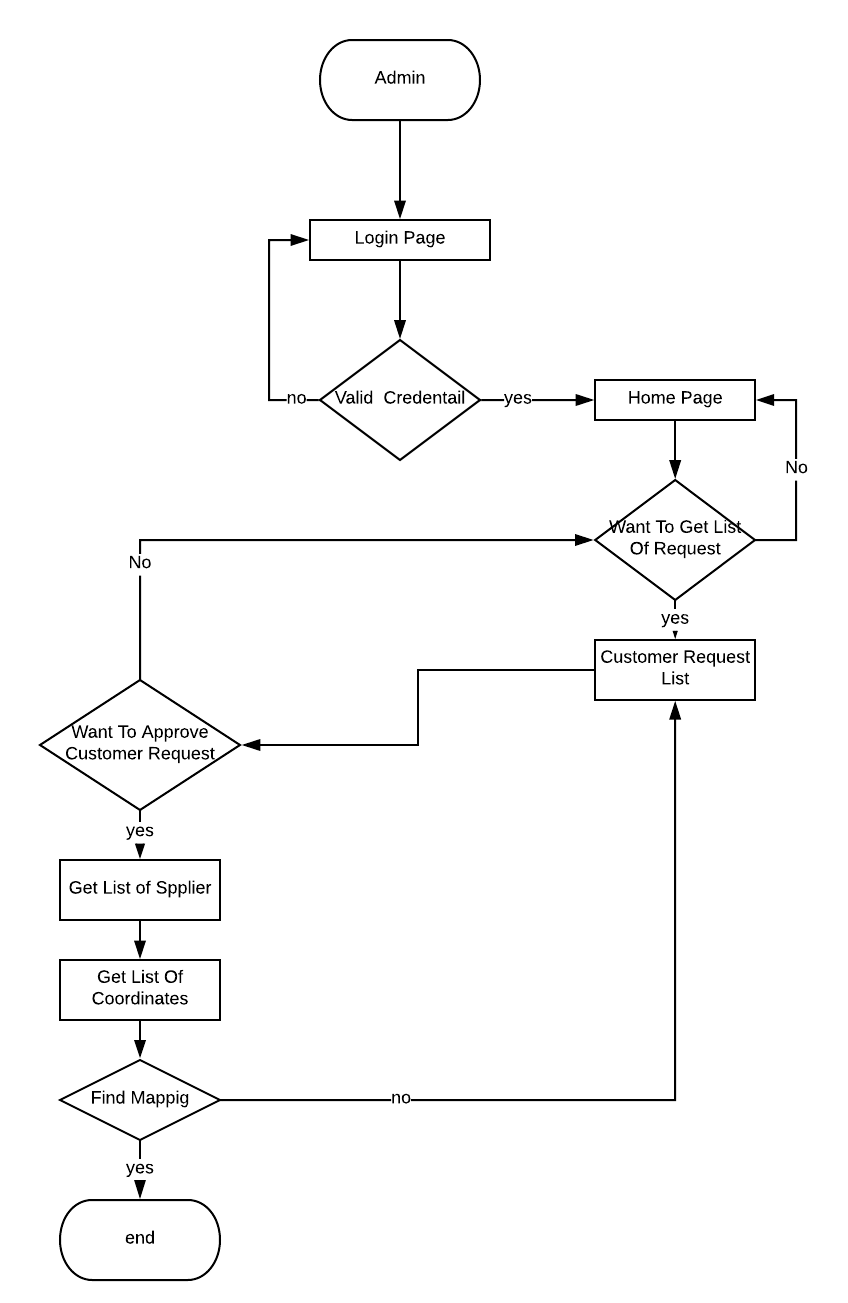 Admin
Login Page
no
Valid  Credentail
yes
Home Page
No
Want To Get List
Of Request
No
yes
Customer Request
List
Want To Approve
Customer Request
yes
Get List of Spplier
Get List Of
Coordinates
Find Mappig
no
yes
end